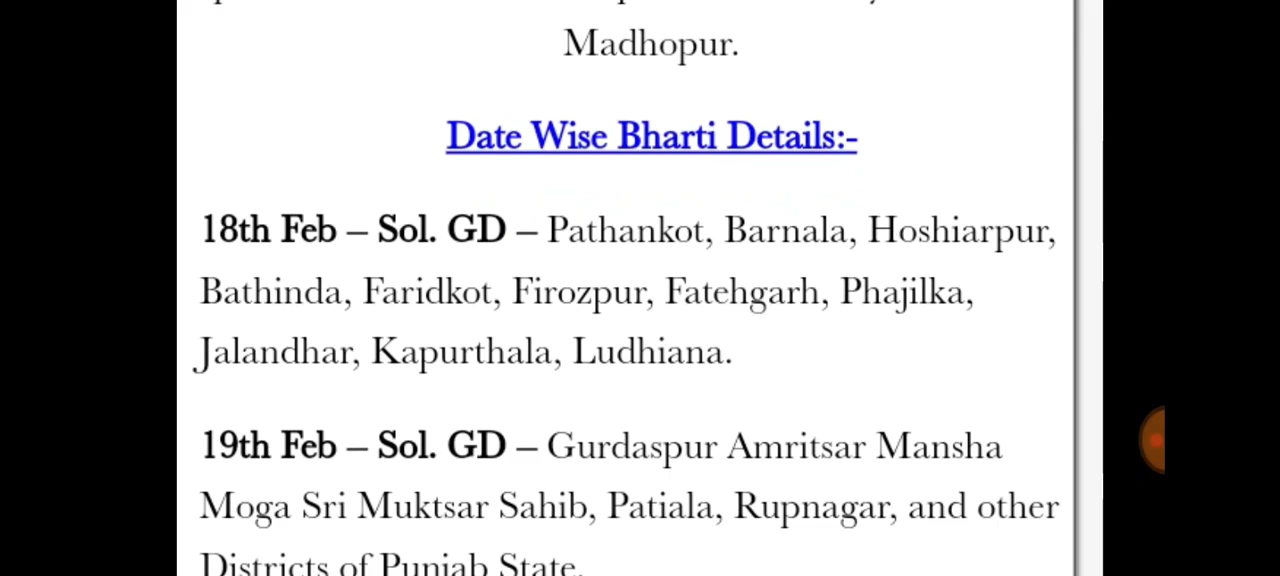 Madhopur.
Date Wise Bharti Details:-
18th Feb – Sol. GD – Pathankot, Barnala, Hoshiarpur,
Bathinda, Faridkot, Firozpur, Fatehgarh, Phajilka,
Jalandhar, Kapurthala, Ludhiana.
19th Feb – Sol. GD – Gurdaspur Amritsar Mansha
Moga Sri Muktsar Sahib, Patiala, Rupnagar, and other
Districts of Punjab State.